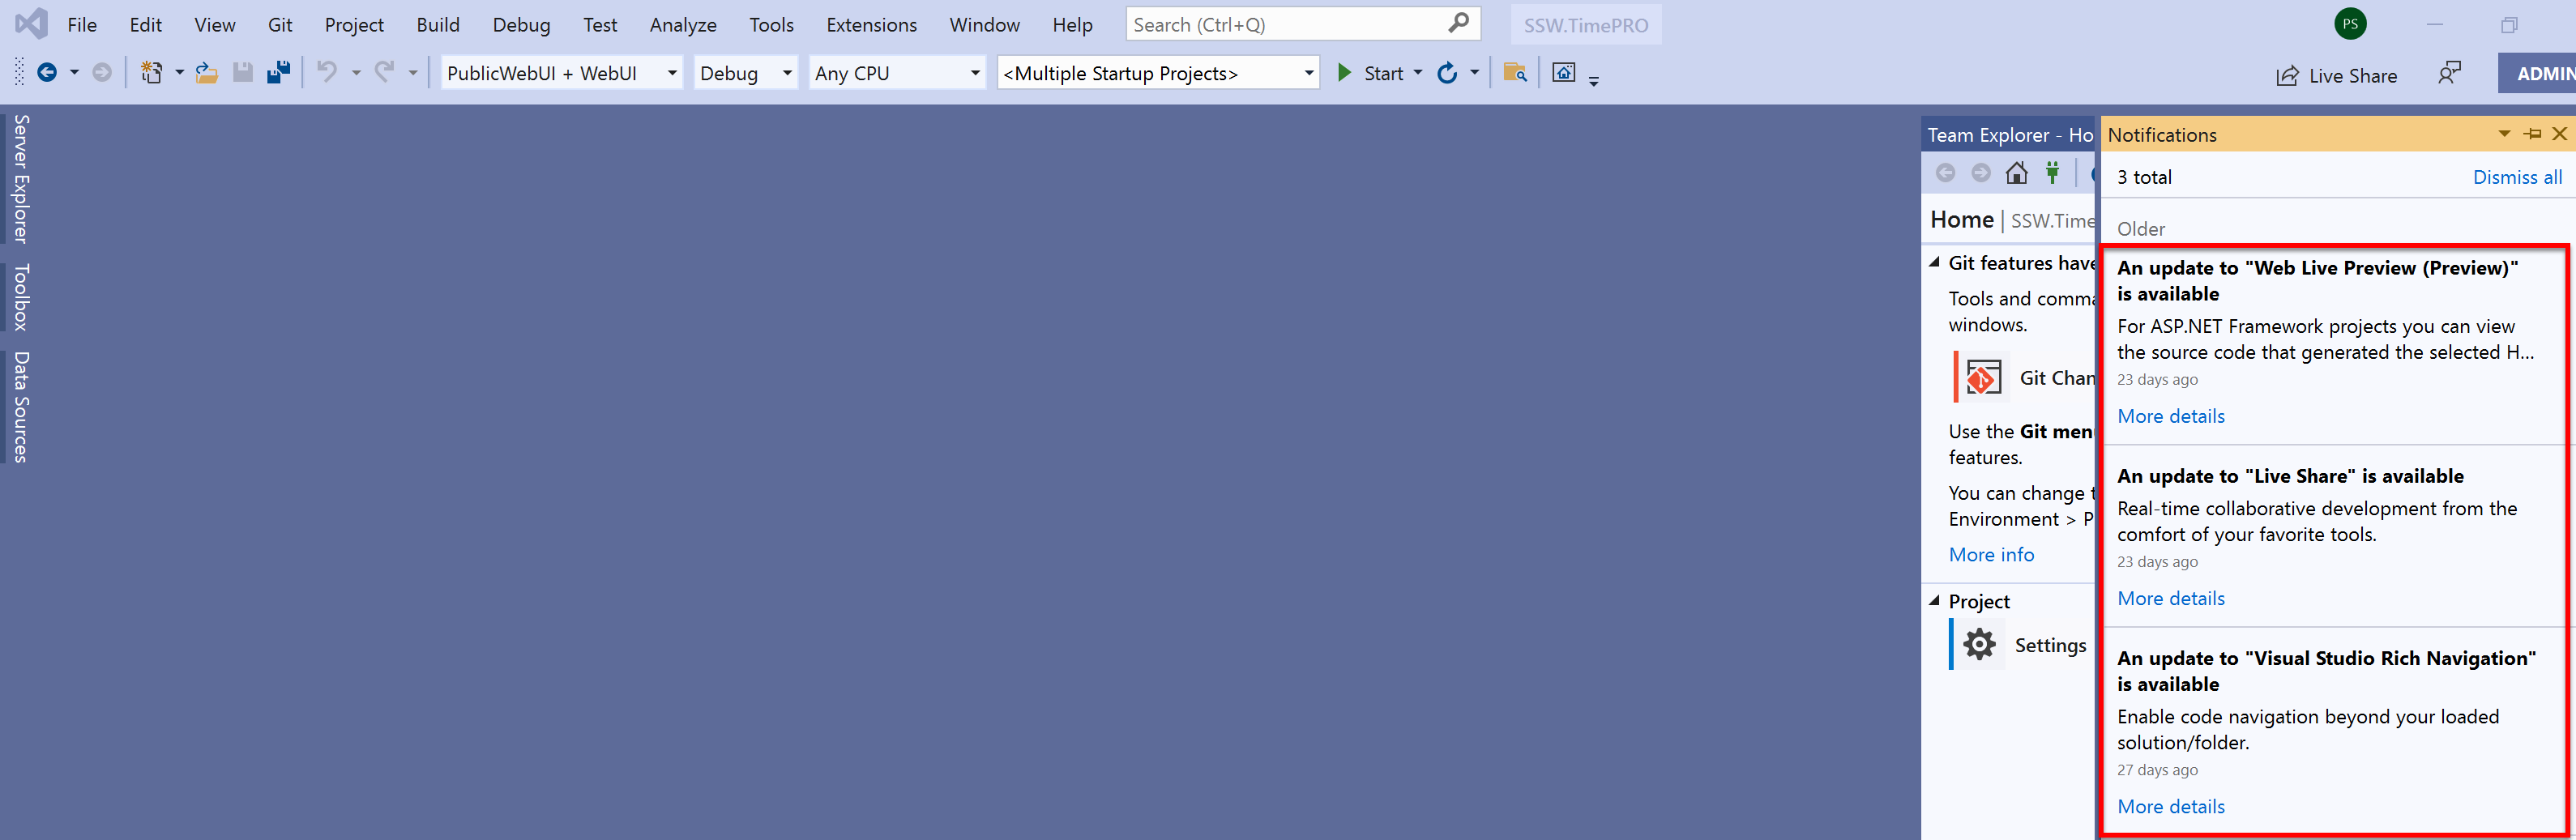 File Edit View Git Project Build Debug Test Analyze Tools Extensions Window Help Search (Ctrl+Q) SSW.TimePRO PS
PublicWebUI + WebUI Debug Any CPU <Multiple Startup Projects> Start Live Share ADMIN
Server Explorer
Toolbox
Data Sources
Team Explorer - Ho
Home | SSW.Time
Git features have
Tools and comma
windows.
Git Chan
Use the Git men
features.
You can change t
Environment > P
More info
Project
Settings
Notifications
3 total Dismiss all
Older
An update to "Web Live Preview (Preview)"
is available
For ASP.NET Framework projects you can view
the source code that generated the selected H...
23 days ago
More details
An update to "Live Share" is available
Real-time collaborative development from the
comfort of your favorite tools.
23 days ago
More details
An update to "Visual Studio Rich Navigation"
is available
Enable code navigation beyond your loaded
solution/folder.
27 days ago
More details